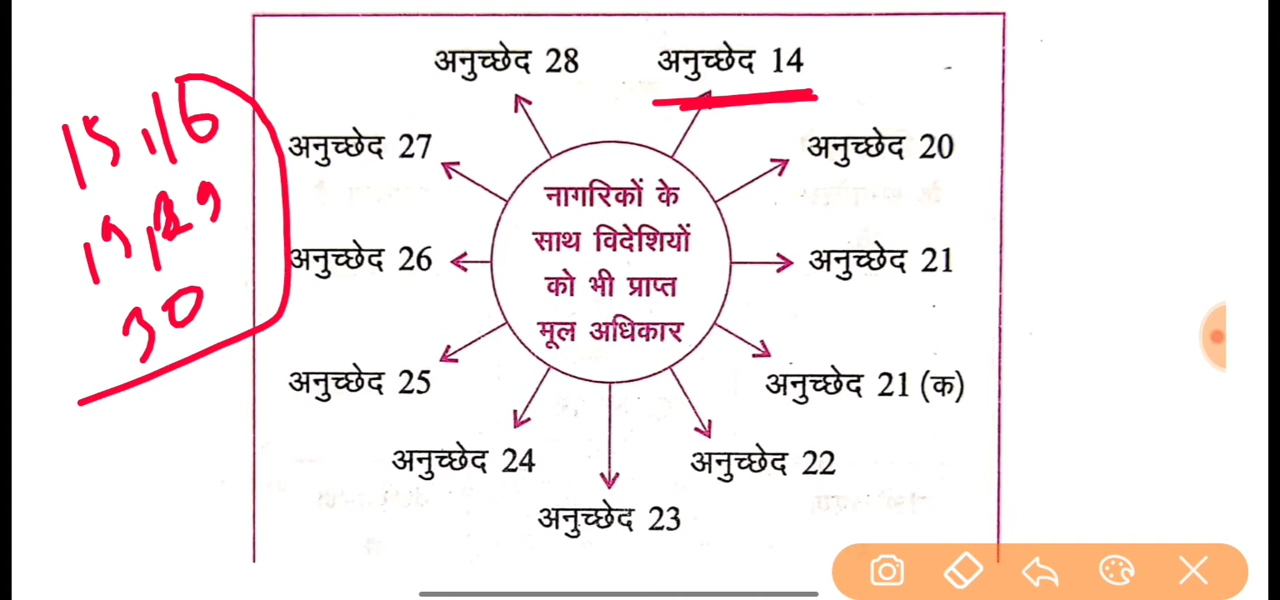 अनुच्छेद 28
अनुच्छेद 14
अनुच्छेद 27
अनुच्छेद 20
नागरिकों के
साथ विदेशियों
को भी प्राप्त
मूल अधिकार
अनुच्छेद 26
अनुच्छेद 21
अनुच्छेद 25
अनुच्छेद 21 (क)
अनुच्छेद 24
अनुच्छेद 22
अनुच्छेद 23
15, 16
19, 29
30